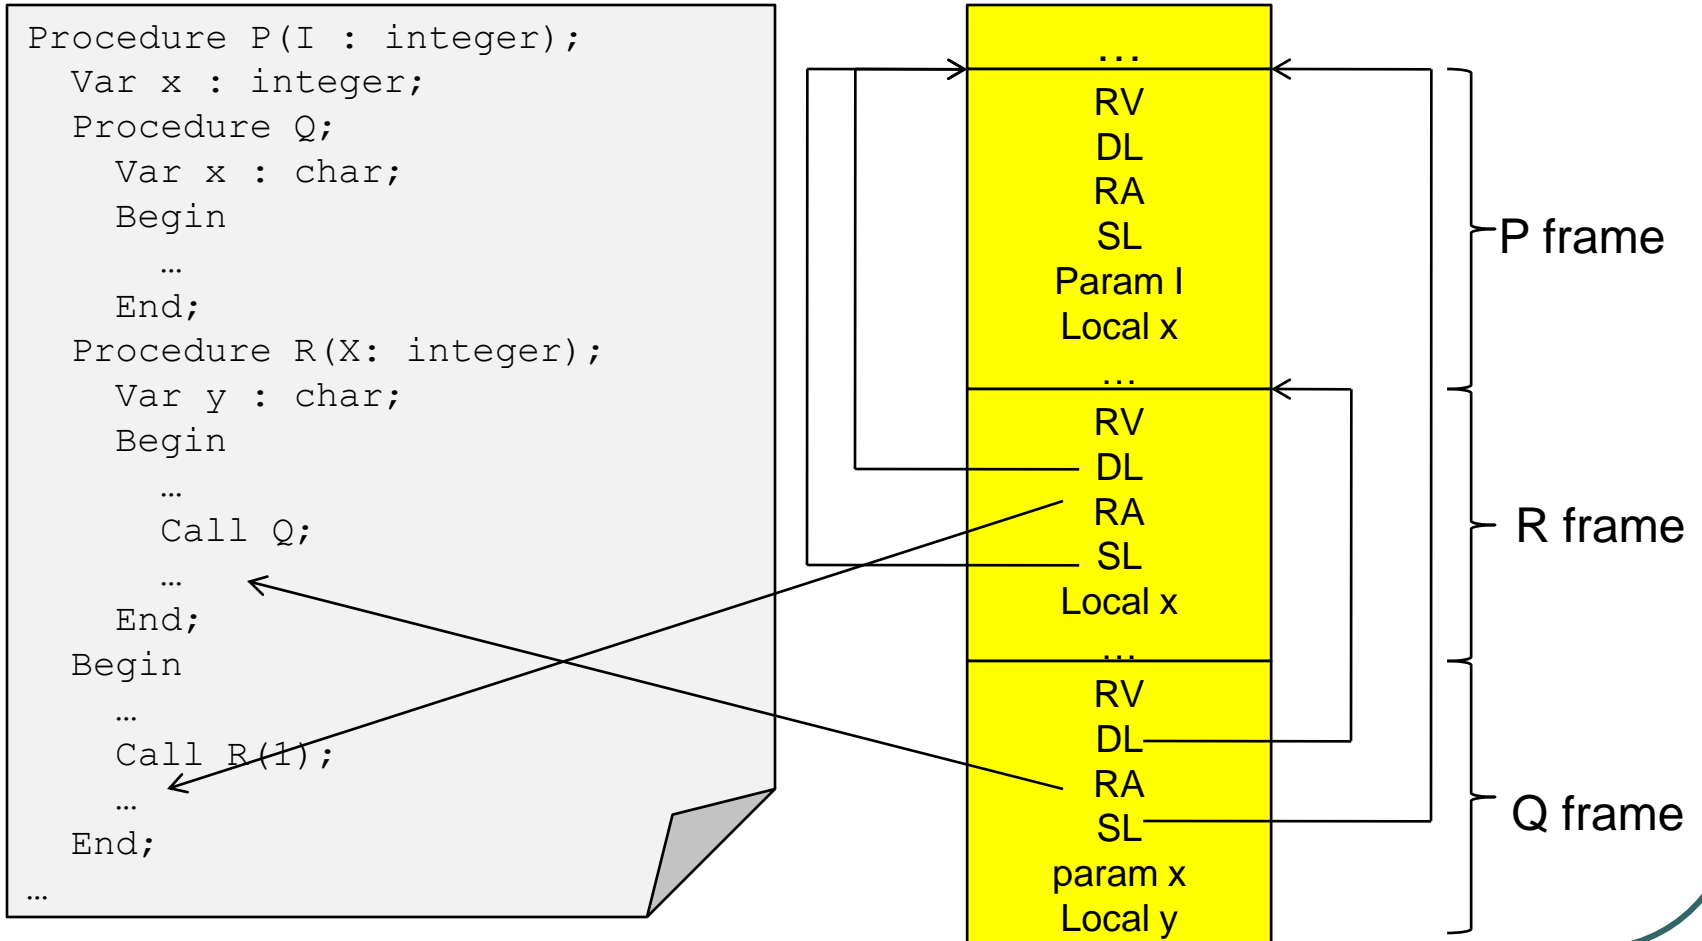 Procedure P(I : integer);
Var x : integer;
Procedure Q;
Var x : char;
Begin
…
End;
Procedure R(X: integer);
Var y : char;
Begin
…
Call Q;
…
End;
Begin
…
Call R(1);
…
End;
…
…
RV
DL
RA
SL
Param I
Local x
…
RV
DL
RA
SL
Local x
…
RV
DL
RA
SL
param x
Local y
P frame
R frame
Q frame